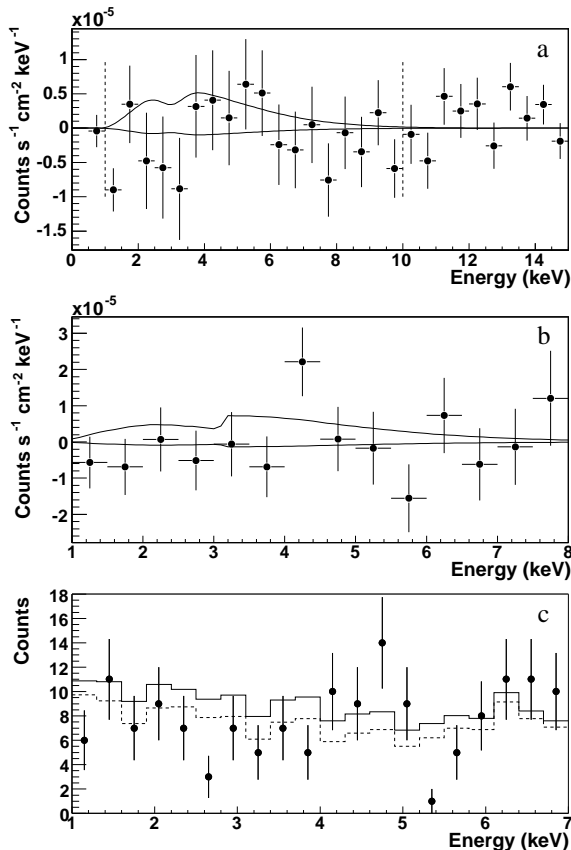 x10^-5
a
Counts s^-1 cm^-2 keV^-1
1
0.5
0
-0.5
-1
-1.5
0 2 4 6 8 10 12 14
Energy (keV)
x10^-5
b
Counts s^-1 cm^-2 keV^-1
3
2
1
0
-1
-2
1 2 3 4 5 6 7 8
Energy (keV)
c
Counts
18
16
14
12
10
8
6
4
2
0
1 2 3 4 5 6 7
Energy (keV)